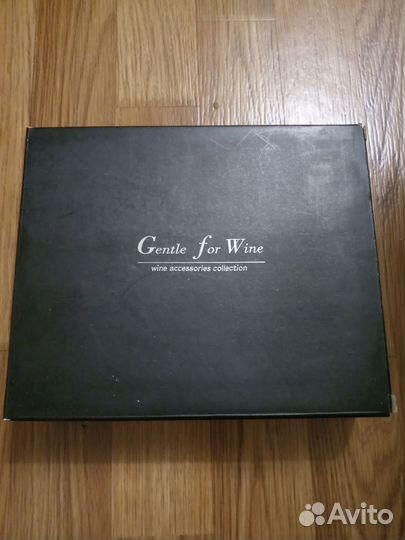 Gentle for Wine
wine accessories collection
Avito